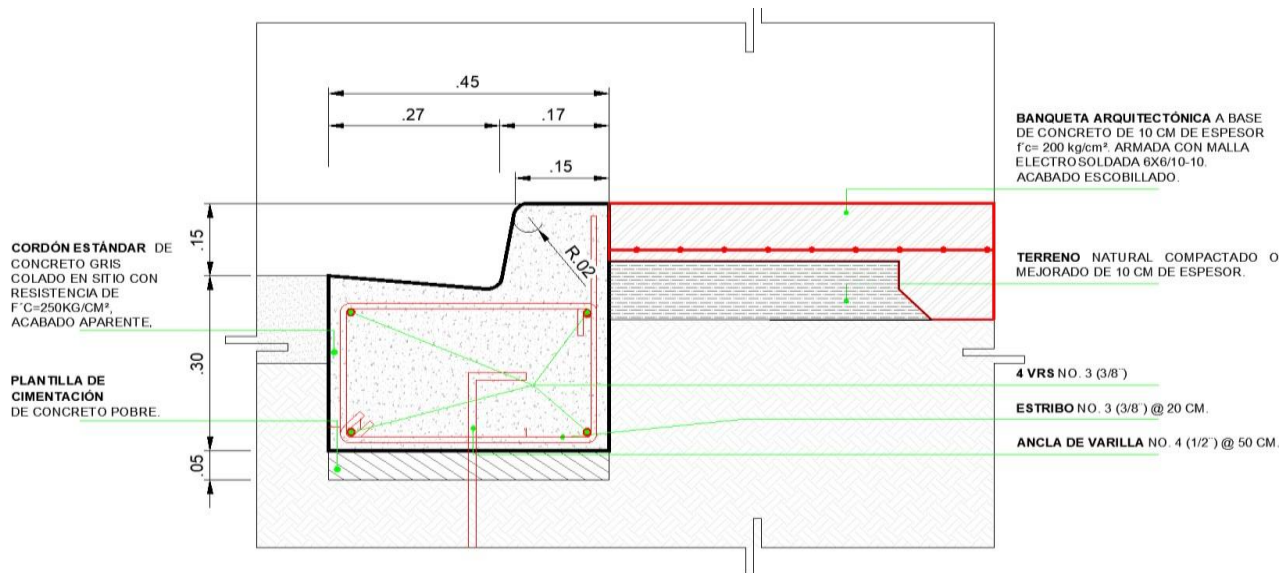 .45
.27
.17
.15
.15
R.02
.30
.05
CORDÓN ESTÁNDAR DE
CONCRETO GRIS
COLADO EN SITIO CON
RESISTENCIA DE
F´C=250KG/CM²,
ACABADO APARENTE,
PLANTILLA DE
CIMENTACIÓN
DE CONCRETO POBRE.
BANQUETA ARQUITECTÓNICA A BASE
DE CONCRETO DE 10 CM DE ESPESOR
f´c= 200 kg/cm². ARMADA CON MALLA
ELECTROSOLDADA 6X6/10-10.
ACABADO ESCOBILLADO.
TERRENO NATURAL COMPACTADO O
MEJORADO DE 10 CM DE ESPESOR.
4 VRS NO. 3 (3/8¨)
ESTRIBO NO. 3 (3/8¨) @ 20 CM.
ANCLA DE VARILLA NO. 4 (1/2¨) @ 50 CM.